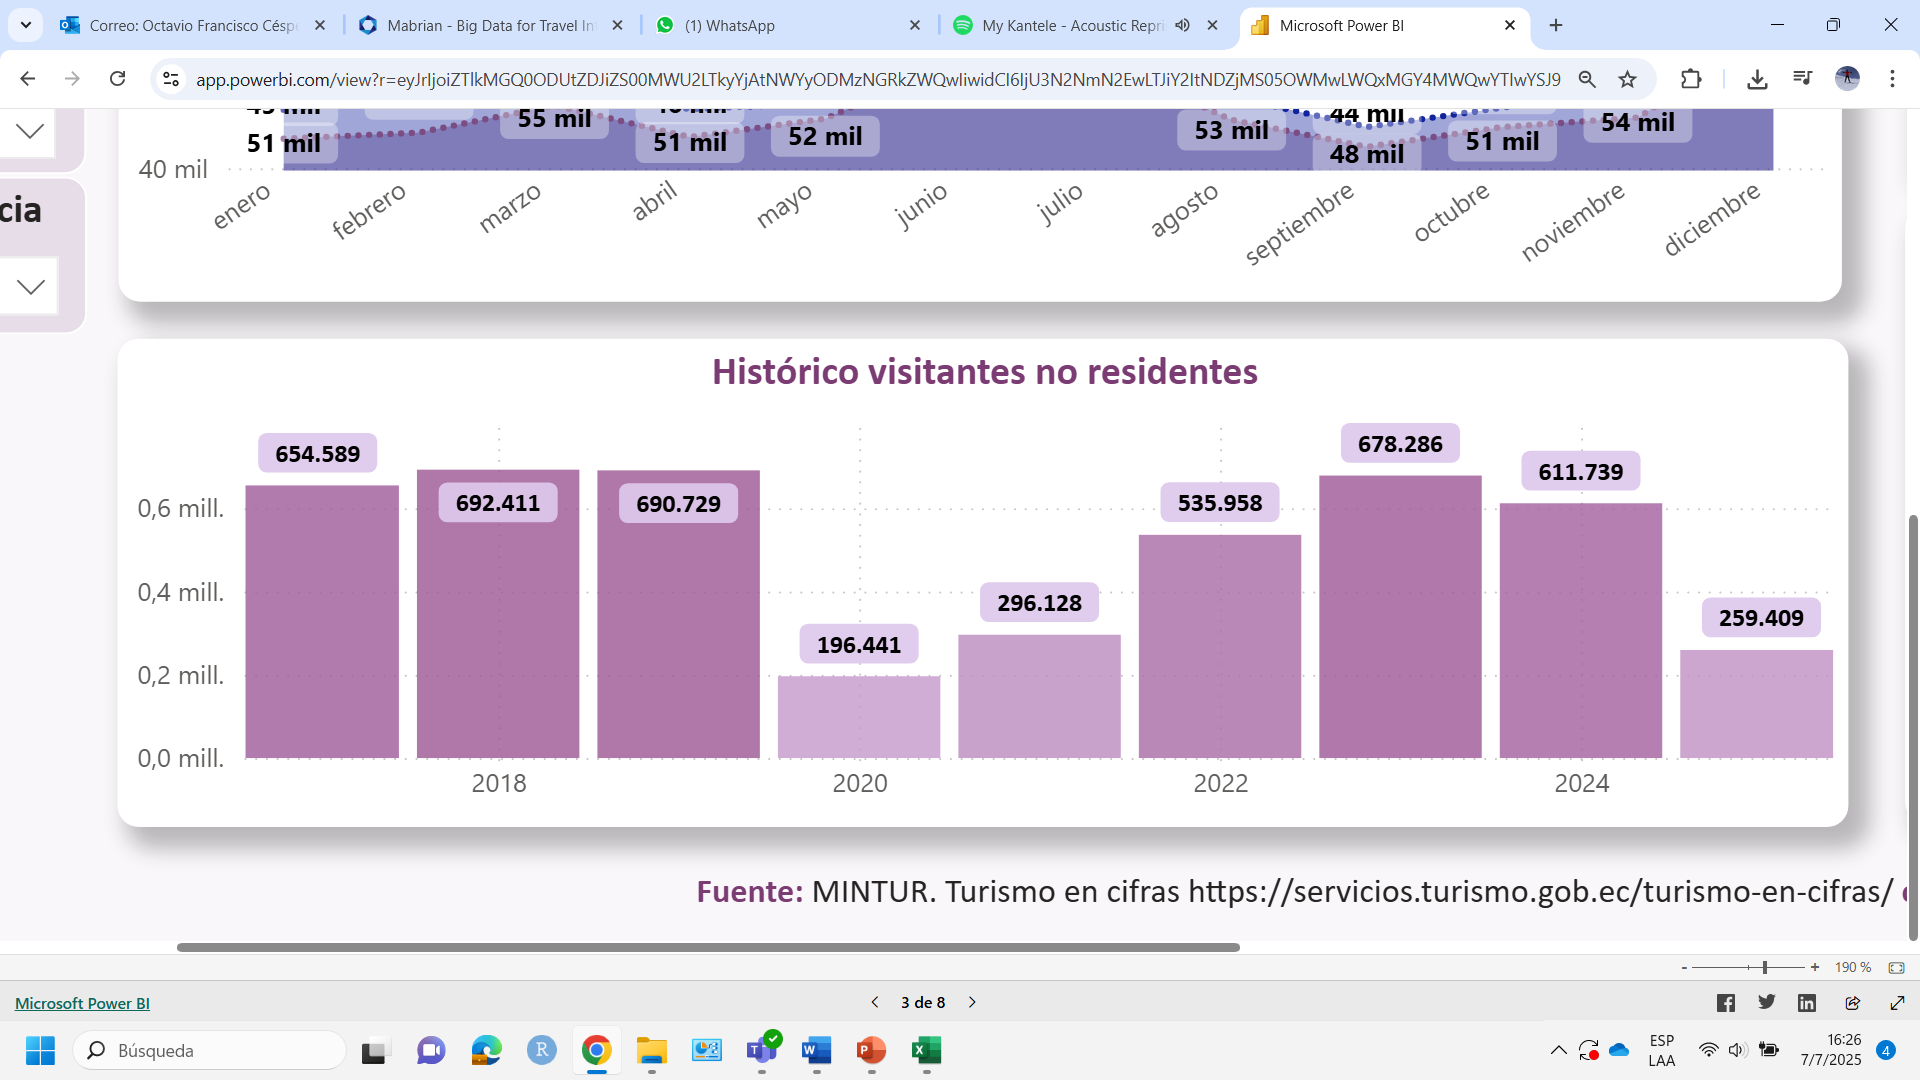 Correo: Octavio Francisco Césp
Mabrian - Big Data for Travel In
(1) WhatsApp
My Kantele - Acoustic Repri
Microsoft Power BI
app.powerbi.com/view?r=eyJrIjoiZTlkMGQ0ODUtZDJiZS00MWU2LTkyYjAtNWYyODMzNGRkZWQwIiwidCI6IjU3N2NmN2EwLTJiY2ItNDZjMS05OWMwLWQxMGY4MWQwYTIwYSJ9
44 mil
55 mil
54 mil
53 mil
52 mil
51 mil
51 mil
51 mil
48 mil
40 mil
enero
febrero
marzo
abril
mayo
junio
julio
agosto
septiembre
octubre
noviembre
diciembre
cia
Histórico visitantes no residentes
654.589
692.411
690.729
196.441
296.128
535.958
678.286
611.739
259.409
0,6 mill.
0,4 mill.
0,2 mill.
0,0 mill.
2018
2020
2022
2024
Fuente: MINTUR. Turismo en cifras https://servicios.turismo.gob.ec/turismo-en-cifras/
- + 190 %
Microsoft Power BI
3 de 8
Búsqueda
ESP
LAA
16:26
7/7/2025
4